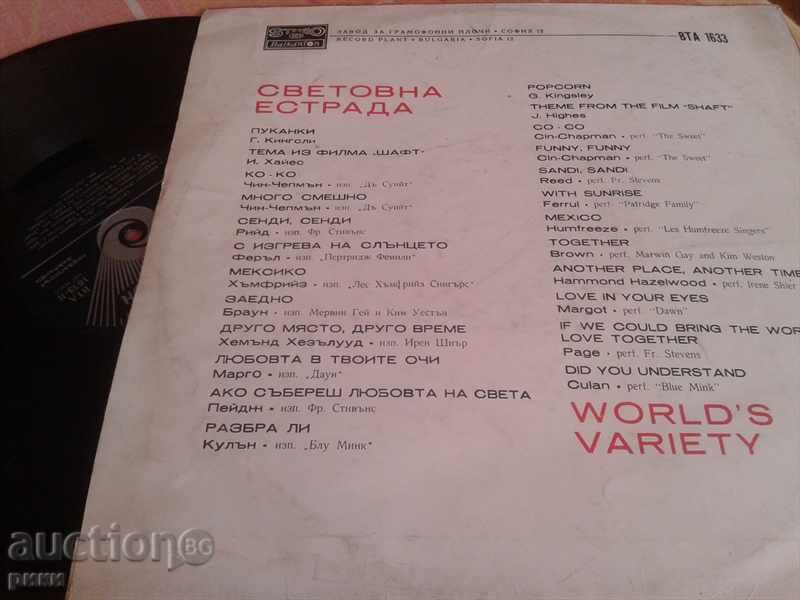 STEREO
Balkanton
ЗАВОД ЗА ГРАМОФОННИ ПЛОЧИ • СОФИЯ 12
RECORD PLANT • BULGARIA • SOFIA 12
ВТА 1633
СВЕТОВНА
ЕСТРАДА
ПУКАНКИ
Г. Кингсли
ТЕМА ИЗ ФИЛМА „ШАФТ"
И. Хайес
КО-КО
Чин-Чепмън • изп. „Дъ Суийт"
МНОГО СМЕШНО
Чин-Чепмън • изп. „Дъ Суийт"
СЕНДИ, СЕНДИ
Рийд • изп. Фр. Стивънс
С ИЗГРЕВА НА СЛЪНЦЕТО
Феръл • изп. „Пертридж Фемили"
МЕКСИКО
Хъмфрийз • изп. „Лес Хъмфрийз Сингърс"
ЗАЕДНО
Браун • изп. Мервин Гей и Ким Уестън
ДРУГО МЯСТО, ДРУГО ВРЕМЕ
Хемънд Хезълууд • изп. Ирен Шиър
ЛЮБОВТА В ТВОИТЕ ОЧИ
Марго • изп. „Даун"
АКО СЪБЕРЕШ ЛЮБОВТА НА СВЕТА
Пейдж • изп. Фр. Стивънс
РАЗБРА ЛИ
Кулън • изп. „Блу Минк"
POPCORN
G. Kingsley
THEME FROM THE FILM "SHAFT"
J. Highes
CO-CO
Cin-Chapman • perf. "The Sweet"
FUNNY, FUNNY
Cin-Chapman • perf. "The Sweet"
SANDI, SANDI
Reed • perf. Fr. Stevens
WITH SUNRISE
Ferrul • perf. "Patridge Family"
MEXICO
Humfreeze • perf. "Les Humfreeze Singers"
TOGETHER
Brown • perf. Marwin Gay and Kim Weston
ANOTHER PLACE, ANOTHER TIME
Hammond Hazelwood • perf. Irene Shier
LOVE IN YOUR EYES
Margot • perf. "Dawn"
IF WE COULD BRING THE WOR
LOVE TOGETHER
Page • perf. Fr. Stevens
DID YOU UNDERSTAND
Culan • perf. "Blue Mink"
WORLD'S
VARIETY
auction BG
рики